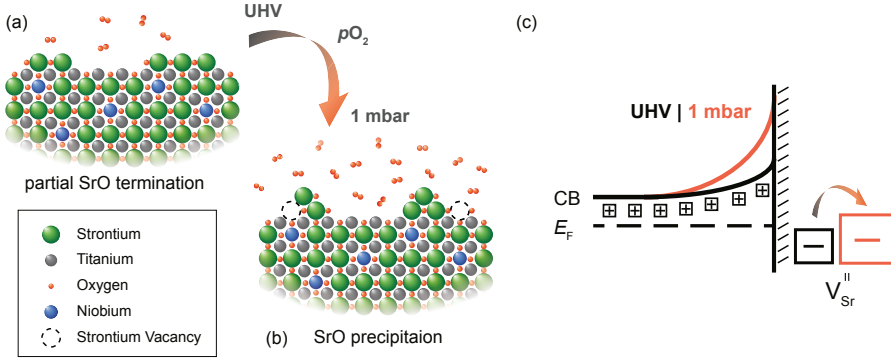 (a)
UHV
pO2
1 mbar
partial SrO termination
Strontium
Titanium
Oxygen
Niobium
Strontium Vacancy
(b) SrO precipitaion
(c)
UHV | 1 mbar
CB
EF
VSr''